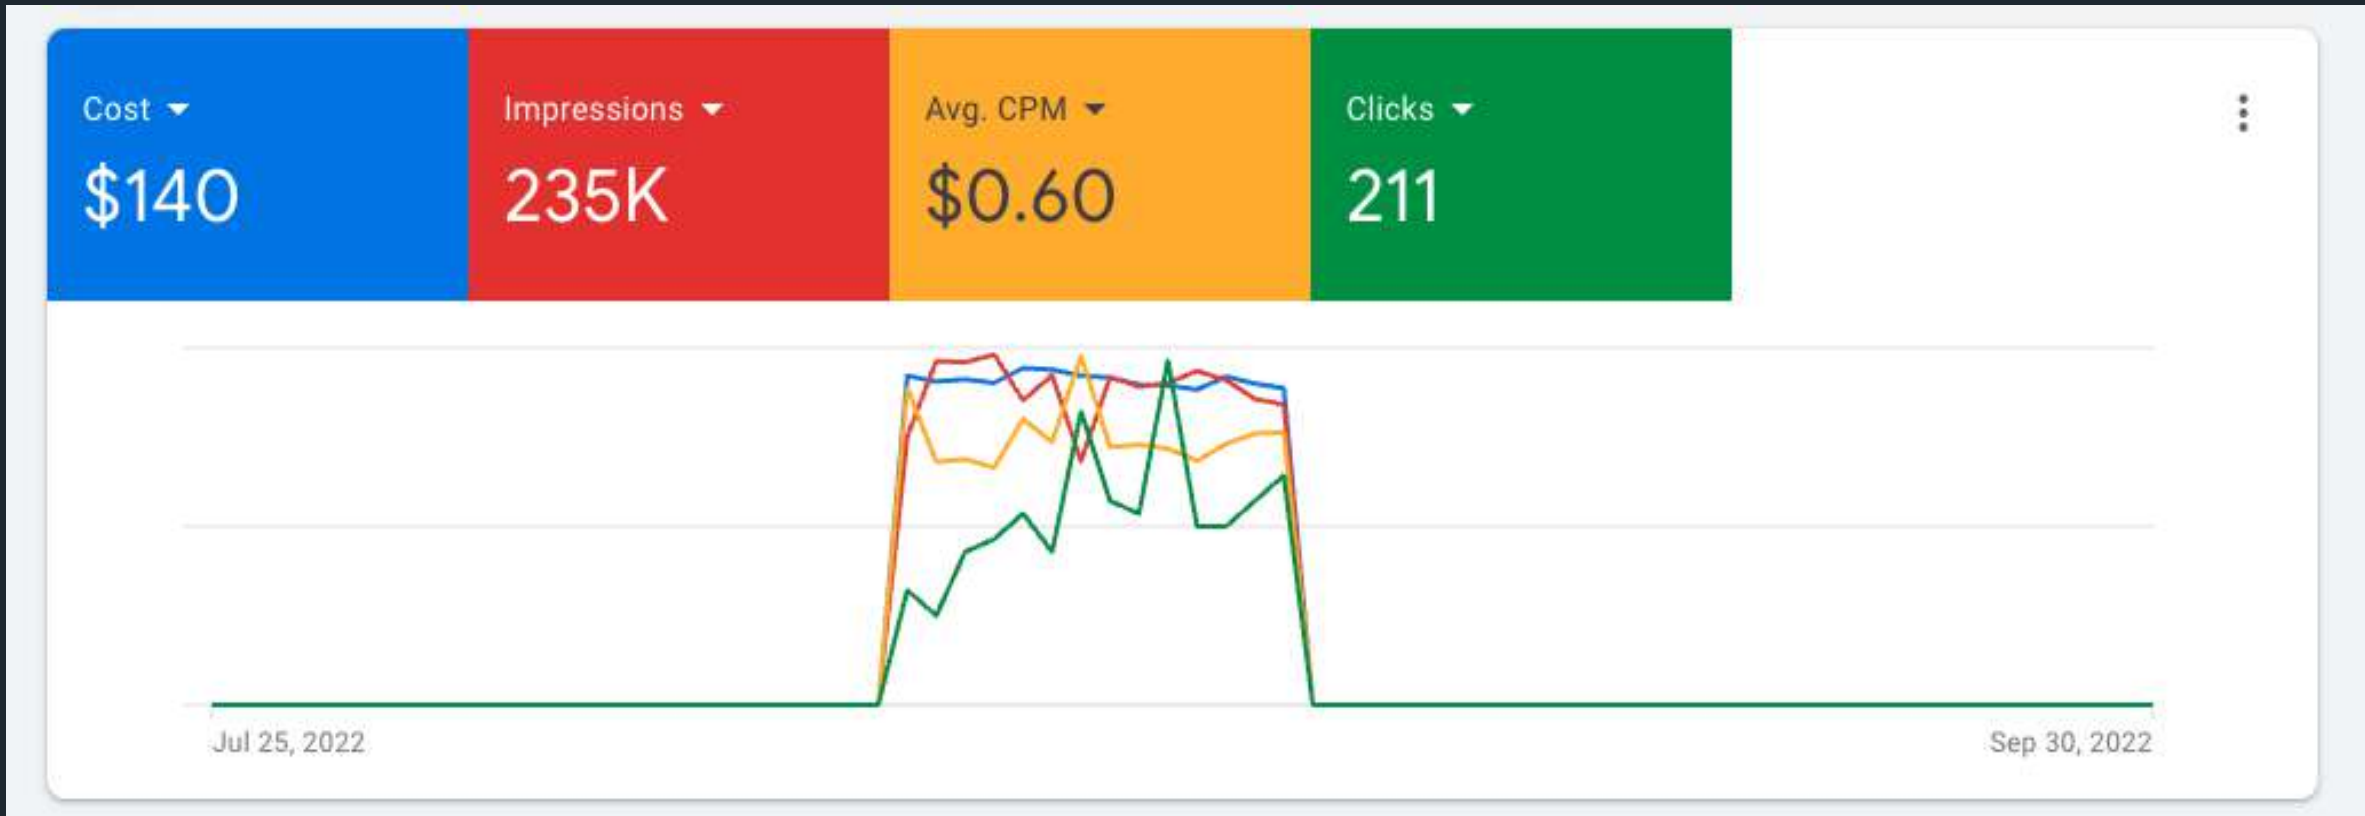 Cost
Impressions
Avg. CPM
Clicks
$140
235K
$0.60
211
Jul 25, 2022
Sep 30, 2022